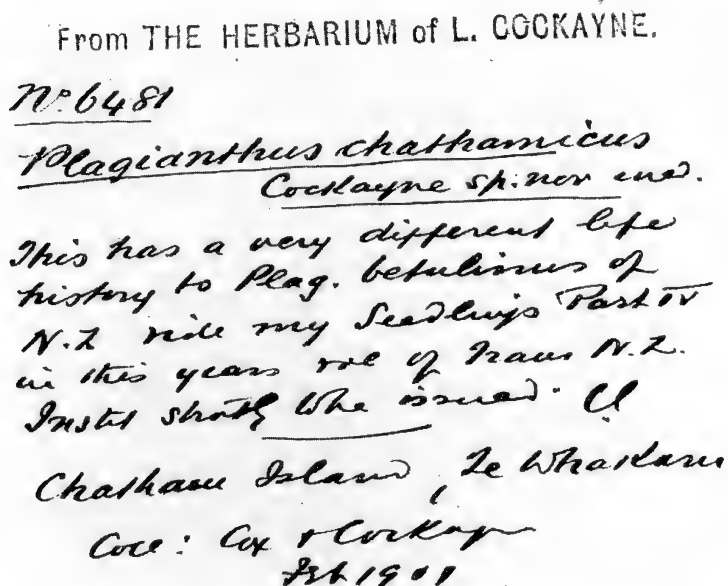 From THE HERBARIUM of L. COCKAYNE.
No. 6481
Plagianthus chathamicus
Cockayne sp. nov ined.
This has a very different life
history to Plag. betulinus of
N.Z vide my Seedlings Part IV
in this years vol of Trans N.Z.
Instit shortly to be issued.
Chatham Island, Te Whakaru
Coll: Cox & Cockayne
Feb 1901